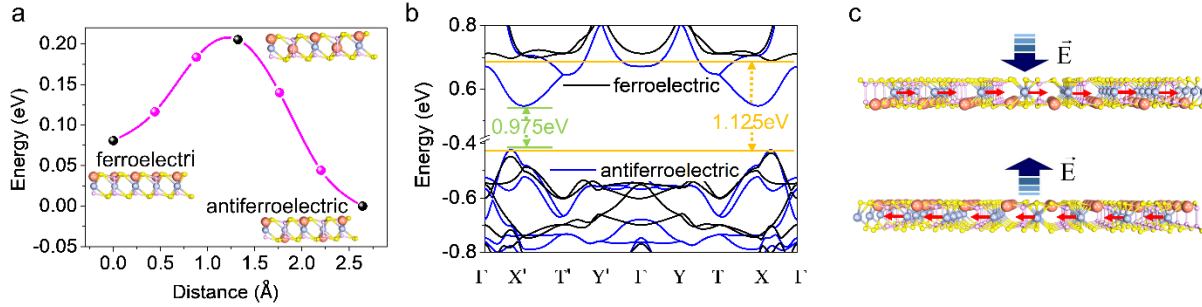 a
Energy (eV)
0.20
0.15
0.10
0.05
0.00
-0.05
ferroelectri
antiferroelectric
0.0 0.5 1.0 1.5 2.0 2.5
Distance (Å)
b
Energy (eV)
0.8
0.6
-0.4
-0.6
-0.8
ferroelectric
0.975eV
1.125eV
antiferroelectric
Γ X' T' Y' Γ Y T X Γ
c
E
E